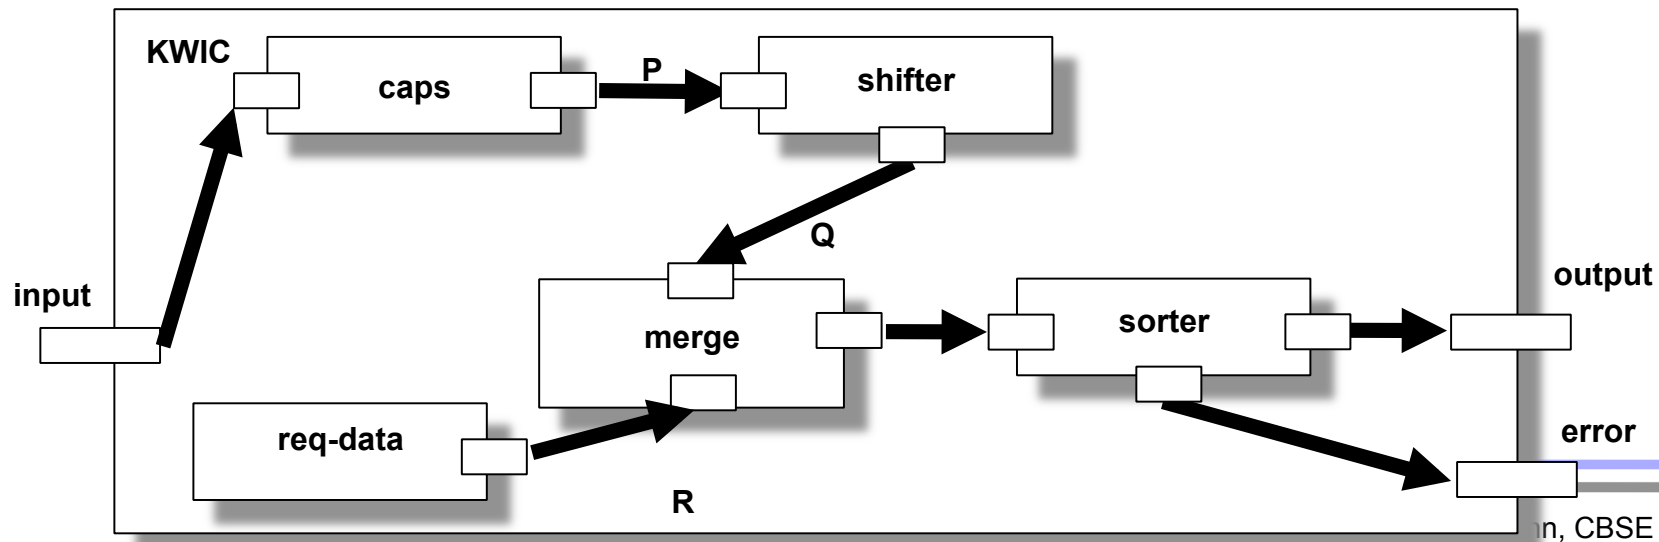 KWIC
caps
P
shifter
Q
input
merge
sorter
output
req-data
error
R
CBSE